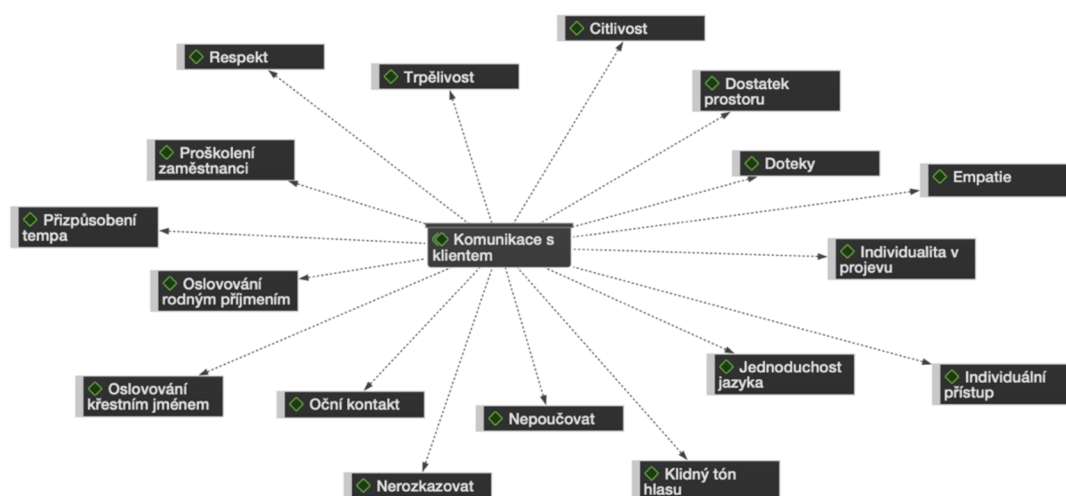 Citlivost
Respekt
Trpělivost
Dostatek
prostoru
Proškolení
zaměstnanci
Doteky
Empatie
Přizpůsobení
tempa
Komunikace s
klientem
Individualita v
projevu
Oslovování
rodným příjmením
Jednoduchost
jazyka
Individuální
přístup
Oslovování
křestním jménem
Oční kontakt
Nepoučovat
Klidný tón
hlasu
Nerozkazovat